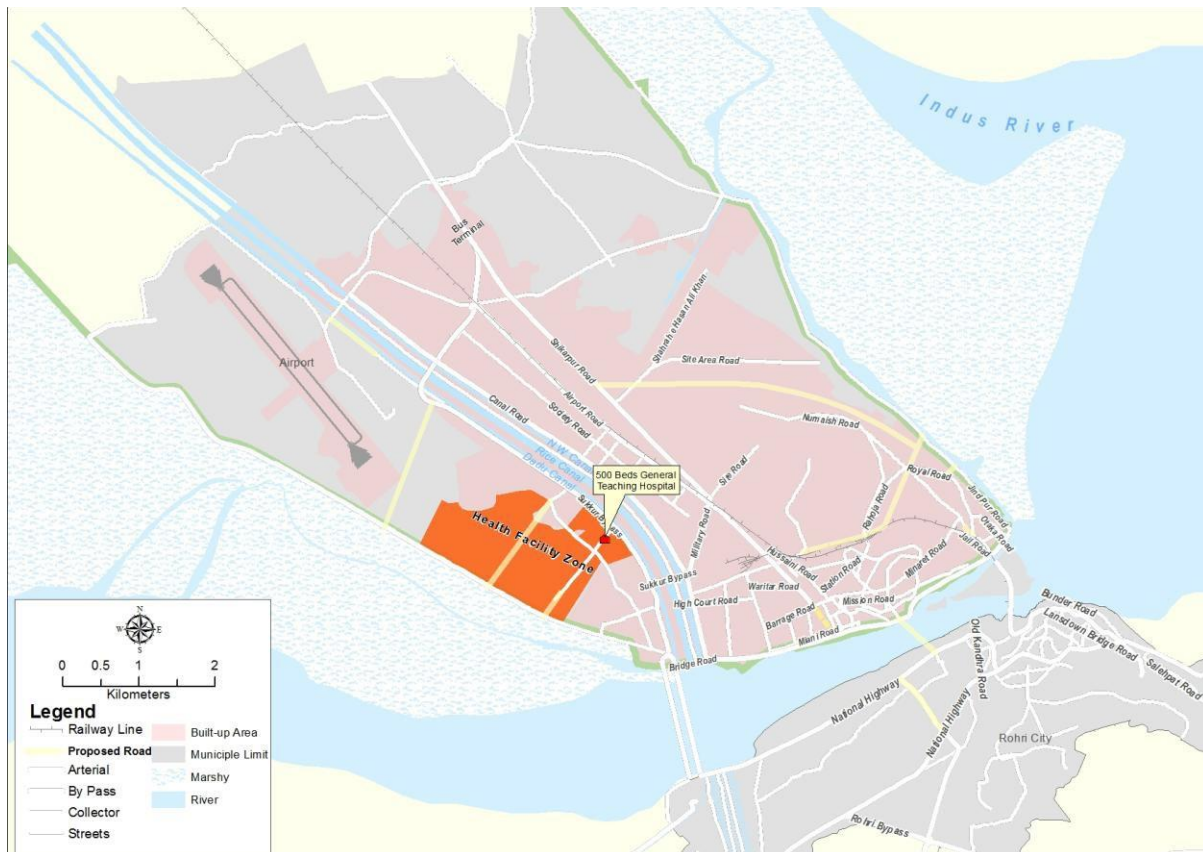 Indus River
Bus
Terminal
Shahrah e Hasan Ali Khan
Airport
Shikarpur Road
Site Area Road
Airport Road
Society Road
Canal Road
Numaish Road
N.W Canal
Rice Canal
Dadu Canal
500 Beds General
Teaching Hospital
Site Road
Royal Road
Jind Pur Road
Rahoja Road
Sukkur Bypass
Health Facility Zone
Military Road
Jail Road
Minaret Road
Hussaini Road
Station Road
Sukkur Bypass
Waritar Road
High Court Road
Mission Road
Barrage Road
Miani Road
Bridge Road
Bunder Road
Lansdown Bridge Road
Salehpat Road
Old Kandhra Road
National Highway
National Highway
Rohri City
Rohri Bypass
N
W E
S
0 0.5 1 2
Kilometers
Legend
Railway Line
Proposed Road
Arterial
By Pass
Collector
Streets
Built-up Area
Municiple Limit
Marshy
River